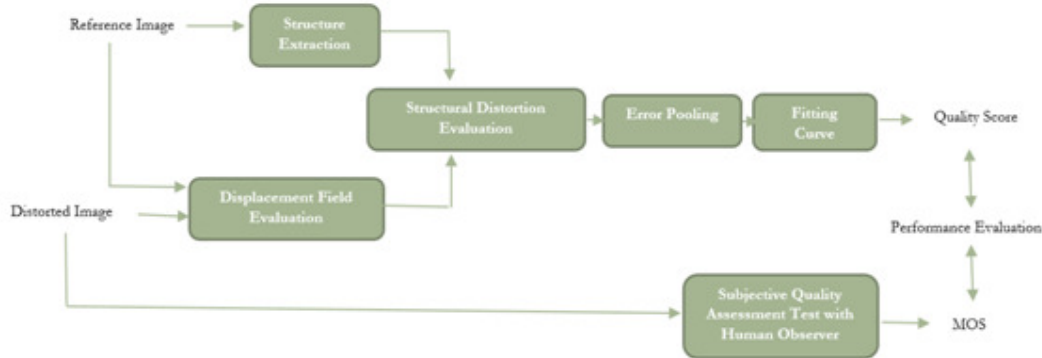 Reference Image
Structure
Extraction
Structural Distortion
Evaluation
Error Pooling
Fitting
Curve
Quality Score
Displacement Field
Evaluation
Distorted Image
Performance Evaluation
Subjective Quality
Assessment Test with
Human Observer
MOS